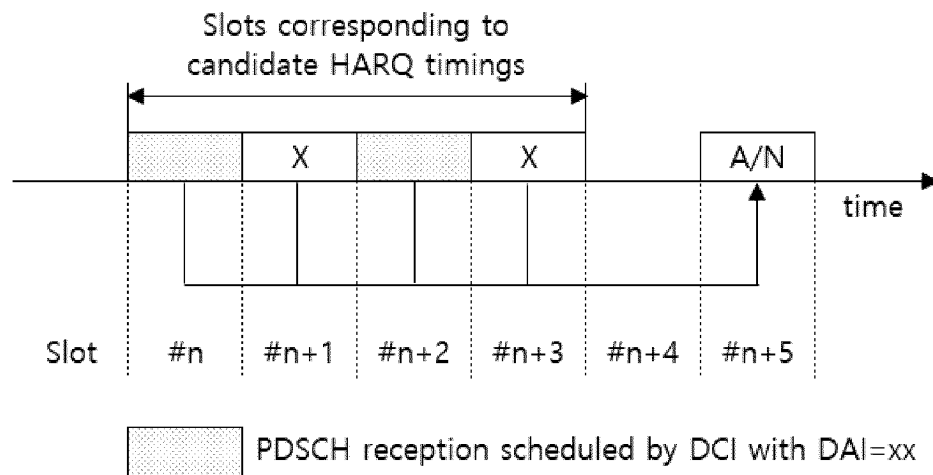 Slots corresponding to
candidate HARQ timings
X X A/N
time
Slot #n #n+1 #n+2 #n+3 #n+4 #n+5
PDSCH reception scheduled by DCI with DAI=xx